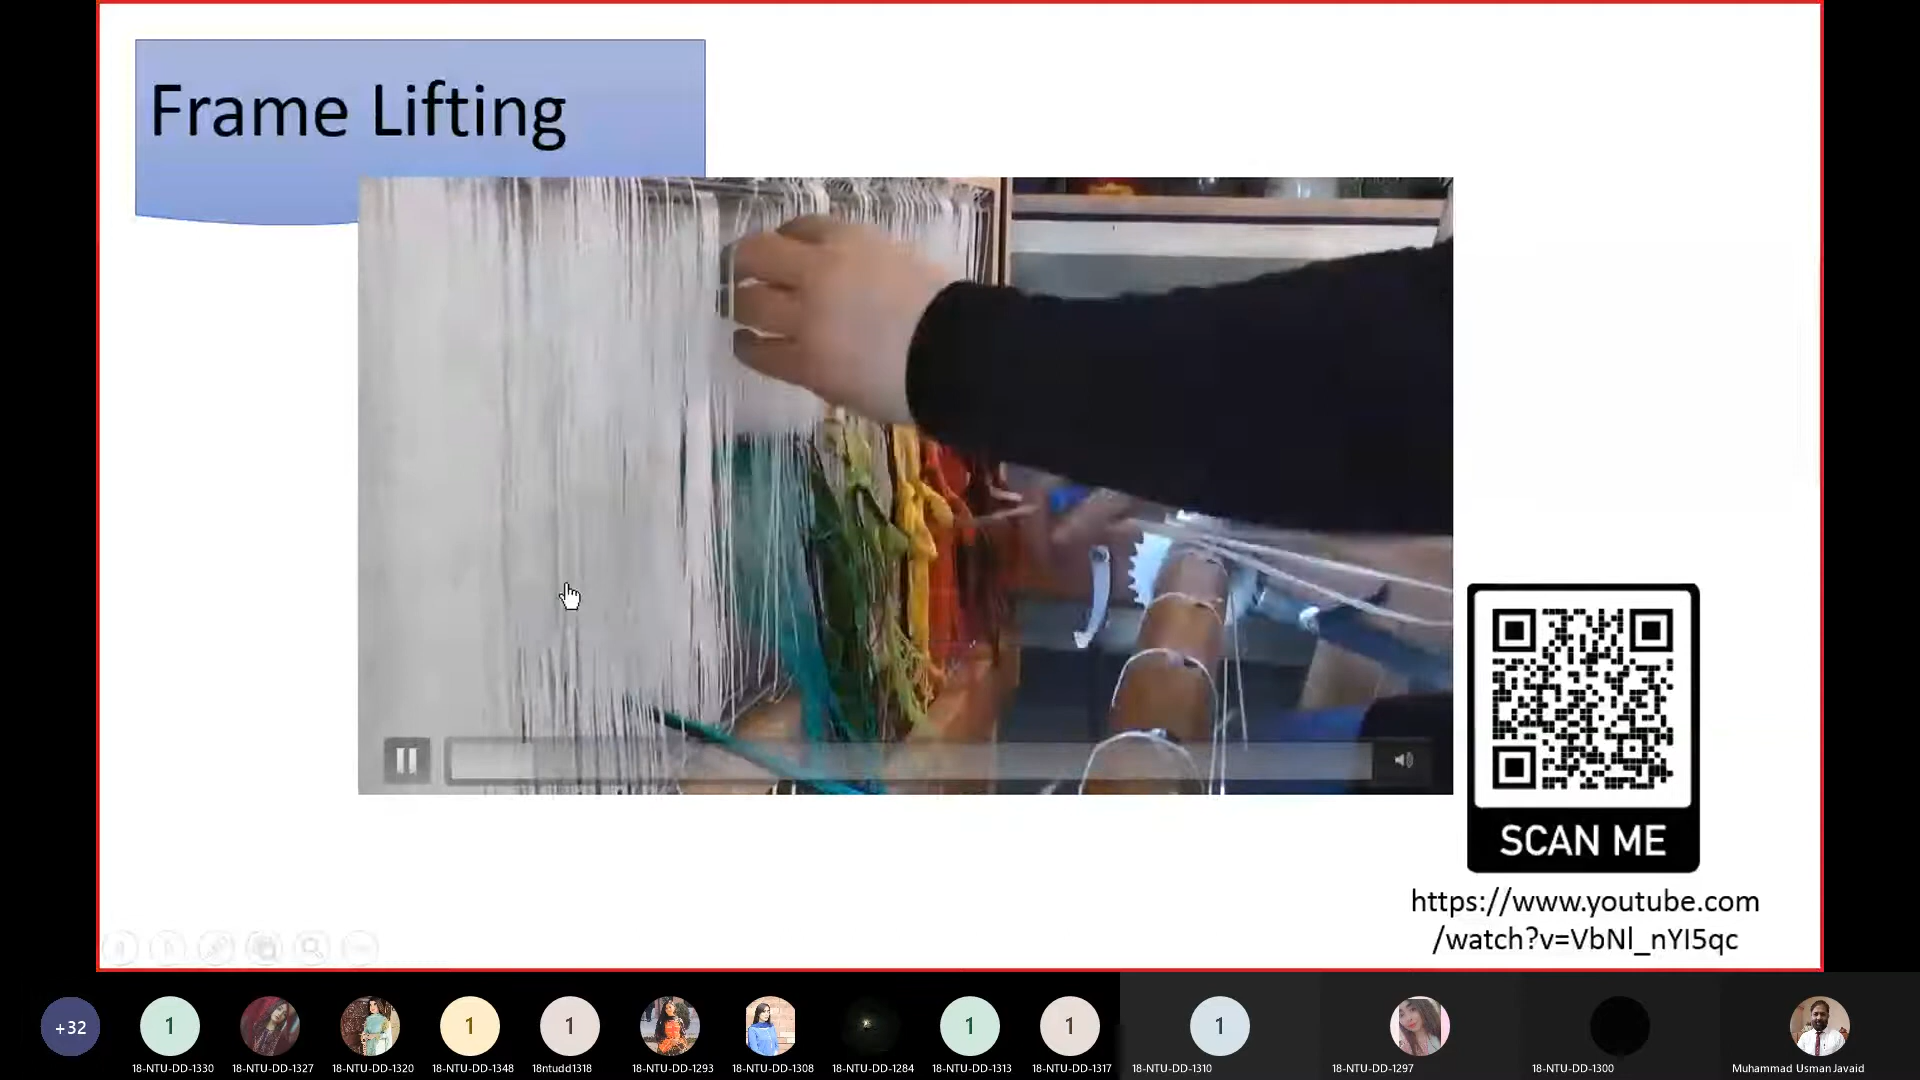 Frame Lifting
SCAN ME
https://www.youtube.com
/watch?v=VbNl_nYI5qc
+32
1
1
1
1
1
1
18-NTU-DD-1330
18-NTU-DD-1327
18-NTU-DD-1320
18-NTU-DD-1348
18ntudd1318
18-NTU-DD-1293
18-NTU-DD-1308
18-NTU-DD-1284
18-NTU-DD-1313
18-NTU-DD-1317
18-NTU-DD-1310
18-NTU-DD-1297
18-NTU-DD-1300
Muhammad Usman Javaid